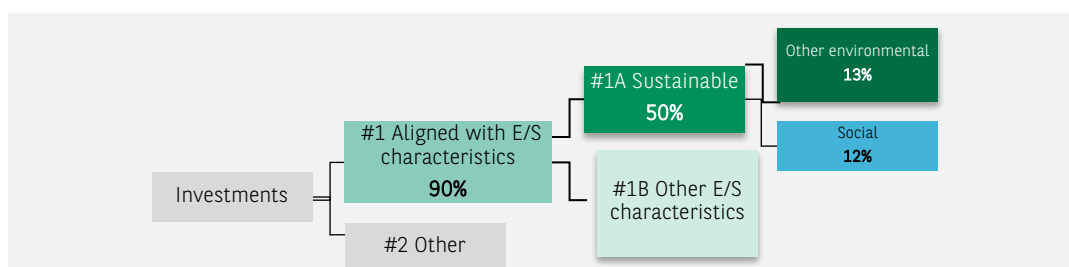 Investments
#1 Aligned with E/S
characteristics
90%
#2 Other
#1A Sustainable
50%
#1B Other E/S
characteristics
Other environmental
13%
Social
12%